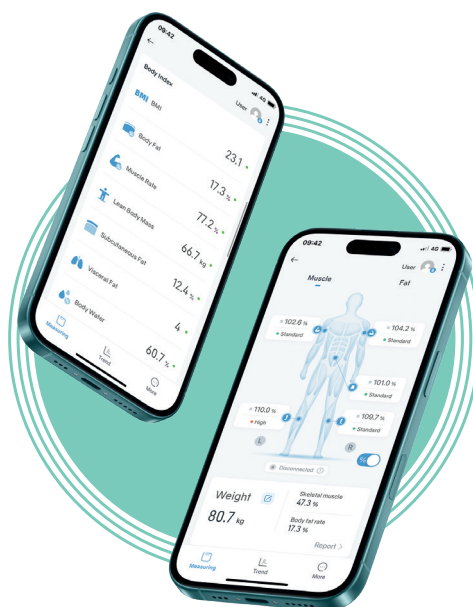 09:42
4G
Body Index
User
BMI BMI
23.1
Body Fat
17.3 %
Muscle Rate
77.2 %
Lean Body Mass
66.7 kg
Subcutaneous Fat
12.4 %
Visceral Fat
4
Body Water
60.7 %
Measuring
Trend
More
09:42
4G
User
Muscle
Fat
102.6 %
Standard
104.2 %
Standard
101.0 %
Standard
110.0 %
High
109.7 %
Standard
L
R
%
Disconnected
Weight
80.7 kg
Skeletal muscle
47.3 %
Body fat rate
17.3 %
Report >
Measuring
Trend
More